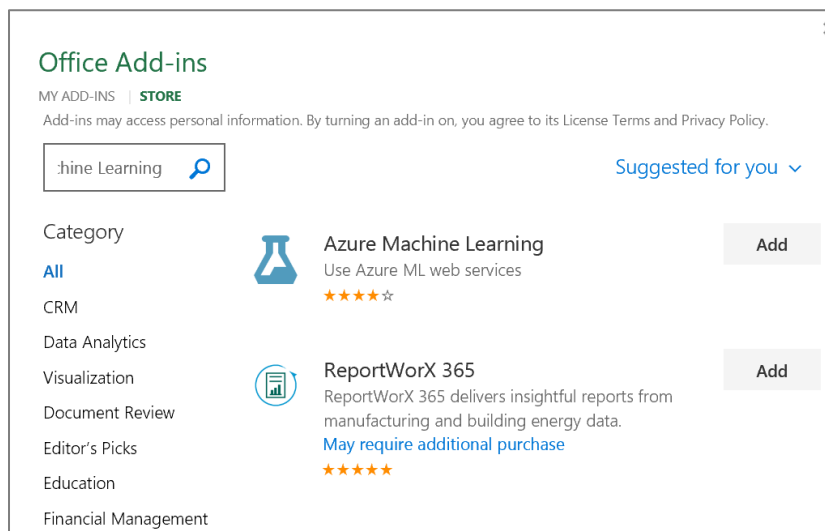 Office Add-ins
MY ADD-INS | STORE
Add-ins may access personal information. By turning an add-in on, you agree to its License Terms and Privacy Policy.
:hine Learning
Suggested for you
Category
All
CRM
Data Analytics
Visualization
Document Review
Editor's Picks
Education
Financial Management
Azure Machine Learning
Use Azure ML web services
Add
ReportWorX 365
ReportWorX 365 delivers insightful reports from
manufacturing and building energy data.
May require additional purchase
Add